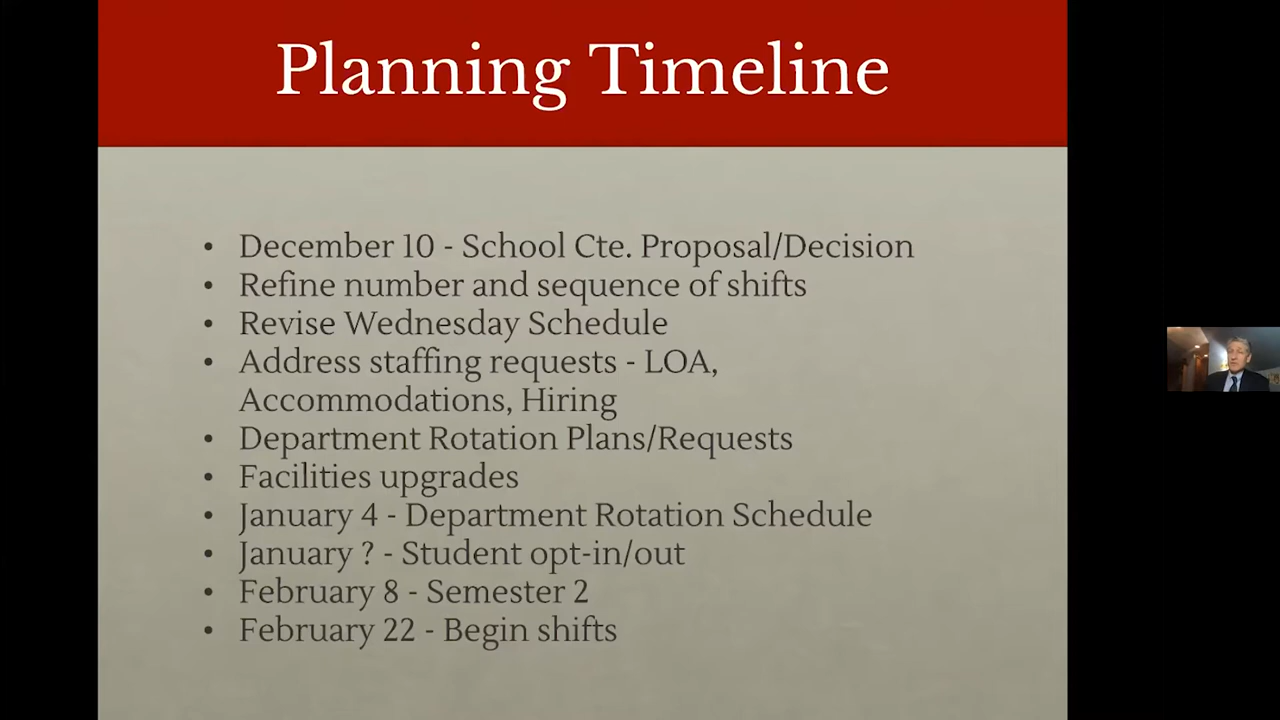 Planning Timeline
• December 10 - School Cte. Proposal/Decision
• Refine number and sequence of shifts
• Revise Wednesday Schedule
• Address staffing requests - LOA,
Accommodations, Hiring
• Department Rotation Plans/Requests
• Facilities upgrades
• January 4 - Department Rotation Schedule
• January ? - Student opt-in/out
• February 8 - Semester 2
• February 22 - Begin shifts